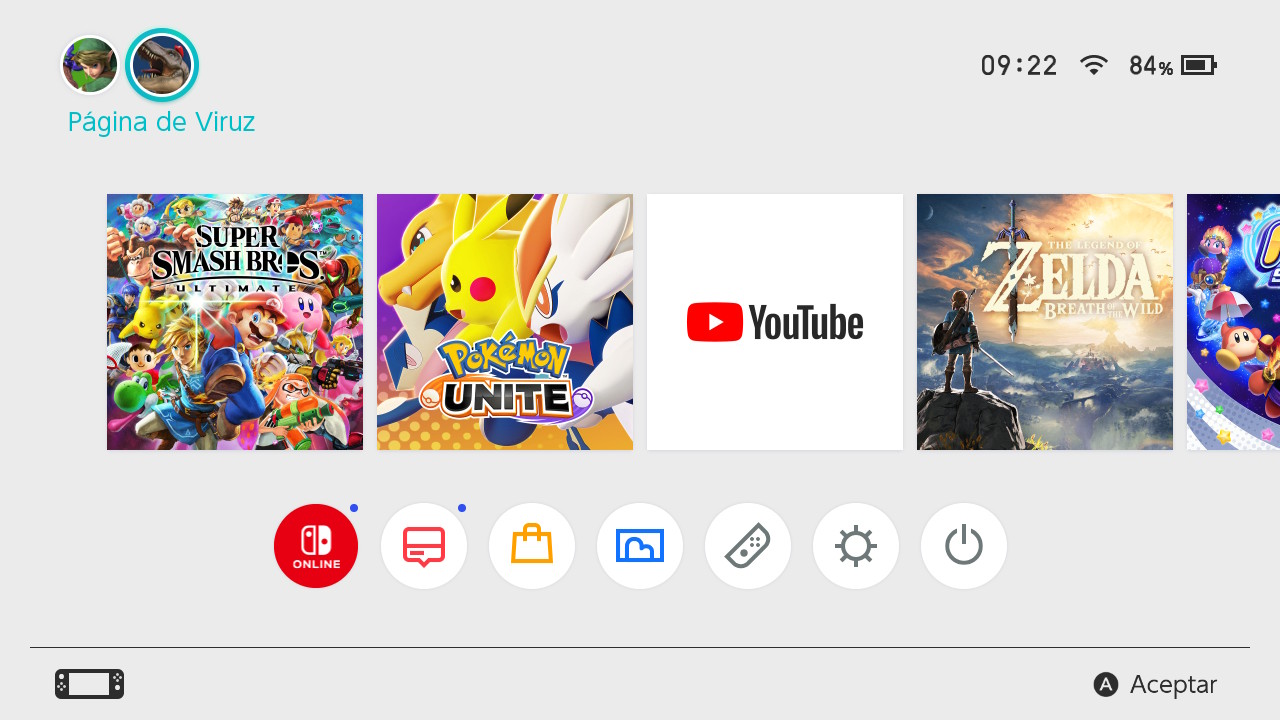 09:22
84%
Página de Viruz
SUPER
SMASH BROS.
ULTIMATE
POKÉMON
UNITE
YouTube
THE LEGEND OF
ZELDA
BREATH OF THE WILD
ONLINE
A Aceptar